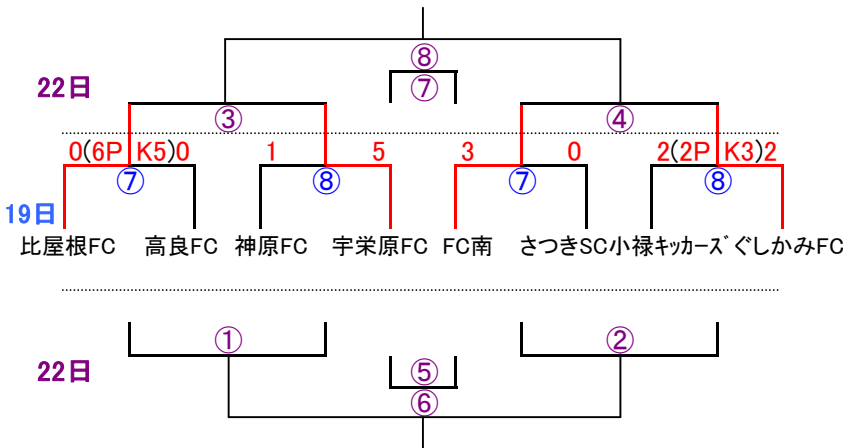 ⑧
22日
⑦
③
④
0(6P K5)0
1
5
3
0
2(2P K3)2
⑦
⑧
⑦
⑧
19日
比屋根FC
高良FC
神原FC
宇栄原FC
FC南
さつきSC
小禄キッカーズ
ぐしかみFC
①
②
22日
⑤
⑥